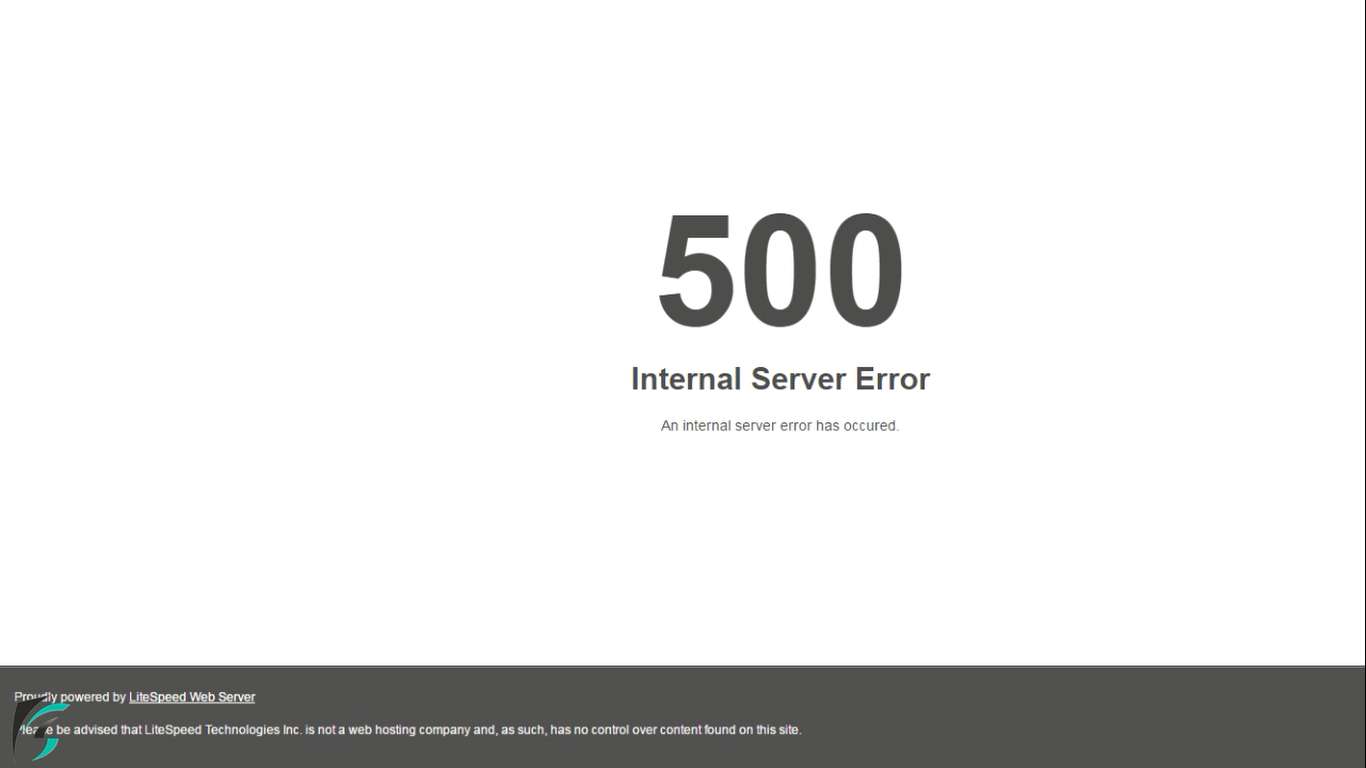 500
Internal Server Error
An internal server error has occured.
Proudly powered by LiteSpeed Web Server
Please be advised that LiteSpeed Technologies Inc. is not a web hosting company and, as such, has no control over content found on this site.